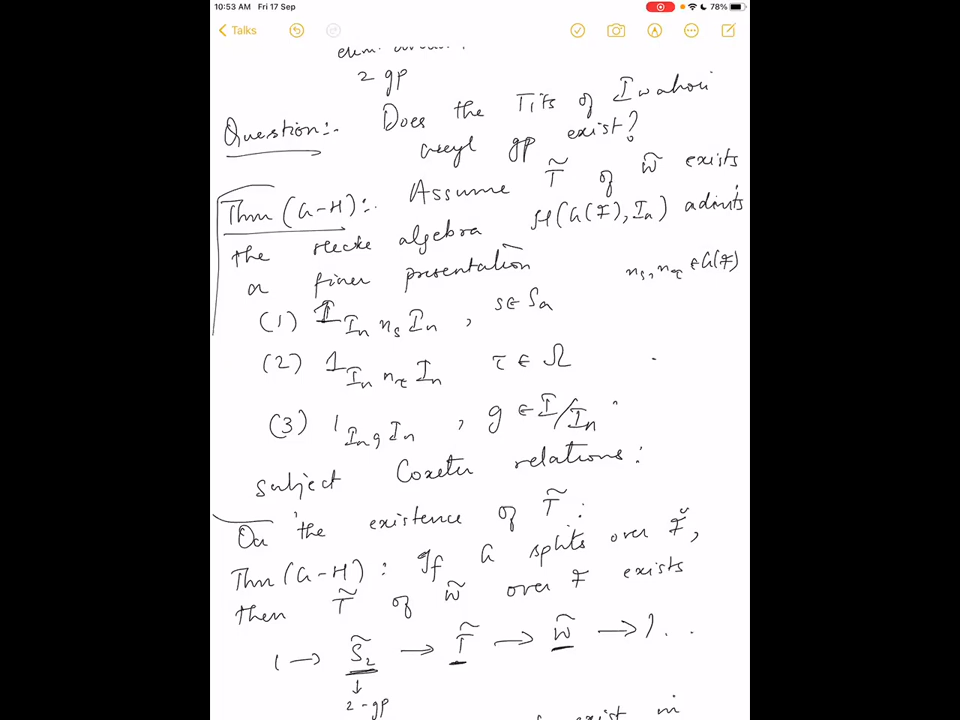 10:53 AM Fri 17 Sep
78%
Talks
2 gp
Question:- Does the Tits of Iwahori
weyl gp exist?
Thm (G-H):- Assume T̃ of W̃ exists
the Hecke algebra H(G(F), I_n) admits
a finer presentation n_s, n_τ ∈ G(F)
(1) 1_{I_n n_s I_n}, s ∈ S_a
(2) 1_{I_n n_τ I_n} τ ∈ Ω
(3) 1_{I_n g I_n}, g ∈ I/I_n
subject Coxeter relations:
On the existence of T̃:
Thm (G-H): If G splits over F̆,
then T̃ of W̃ over F exists
1 → S̃_2 → T̃ → W̃ → 1...
↓
2-gp
exist in